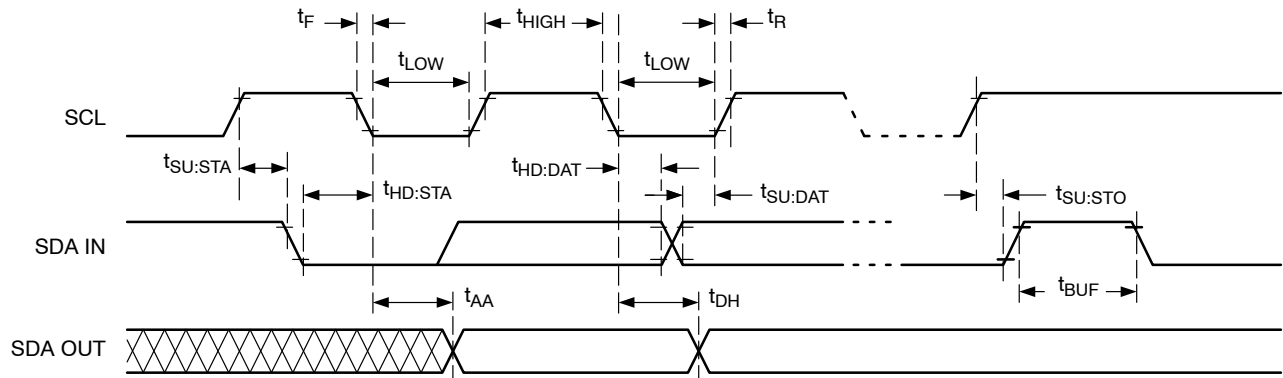 tF
tHIGH
tR
tLOW
tLOW
SCL
tSU:STA
tHD:STA
tHD:DAT
tSU:DAT
tSU:STO
SDA IN
tBUF
tAA
tDH
SDA OUT